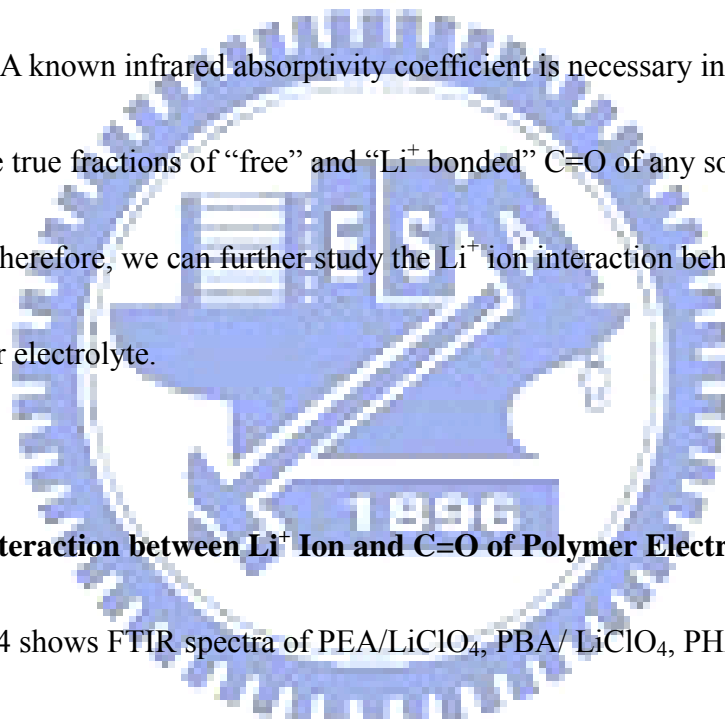 A known infrared absorptivity coefficient is necessary in
e true fractions of “free” and “Li⁺ bonded” C=O of any so
herefore, we can further study the Li⁺ ion interaction beh
r electrolyte.
ESA
1896
teraction between Li⁺ Ion and C=O of Polymer Electr
4 shows FTIR spectra of PEA/LiClO₄, PBA/ LiClO₄, PH